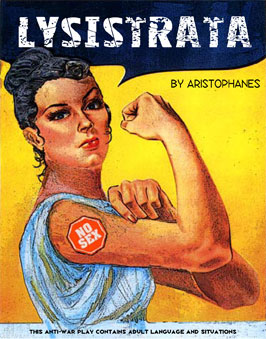 LYSISTRATA
BY ARISTOPHANES
NO
SEX
THIS ANTI-WAR PLAY CONTAINS ADULT LANGUAGE AND SITUATIONS